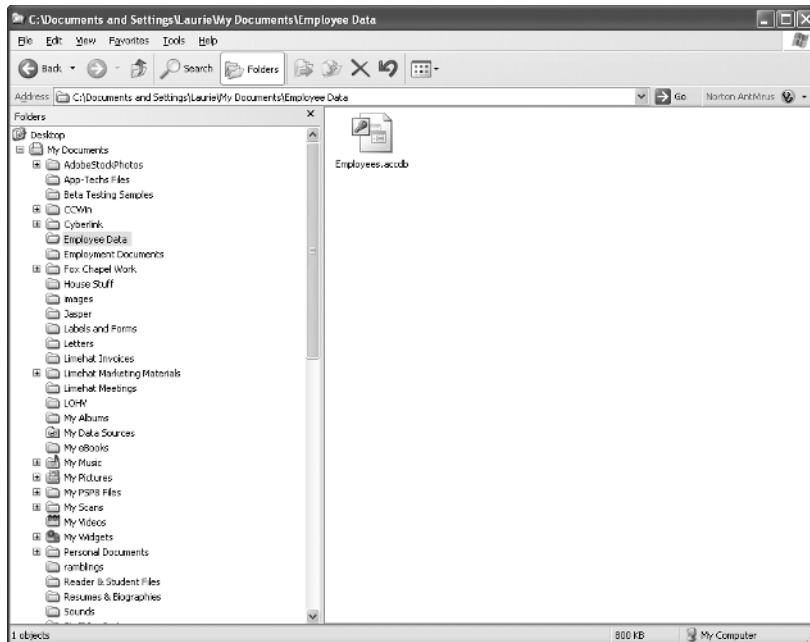 C:\Documents and Settings\Laurie\My Documents\Employee Data
File Edit View Favorites Tools Help
Back Search Folders
Address C:\Documents and Settings\Laurie\My Documents\Employee Data Go Norton AntiVirus
Folders
Desktop
My Documents
AdobeStockPhotos
App-Techs Files
Beta Testing Samples
CCWin
Cyberlink
Employee Data
Employment Documents
Fox Chapel Work
House Stuff
images
Jasper
Labels and Forms
Letters
Limehat Invoices
Limehat Marketing Materials
Limehat Meetings
LOHV
My Albums
My Data Sources
My eBooks
My Music
My Pictures
My PSP8 Files
My Scans
My Videos
My Widgets
Personal Documents
ramblings
Reader & Student Files
Resumes & Biographies
Sounds
Employees.accdb
1 objects 800 KB My Computer